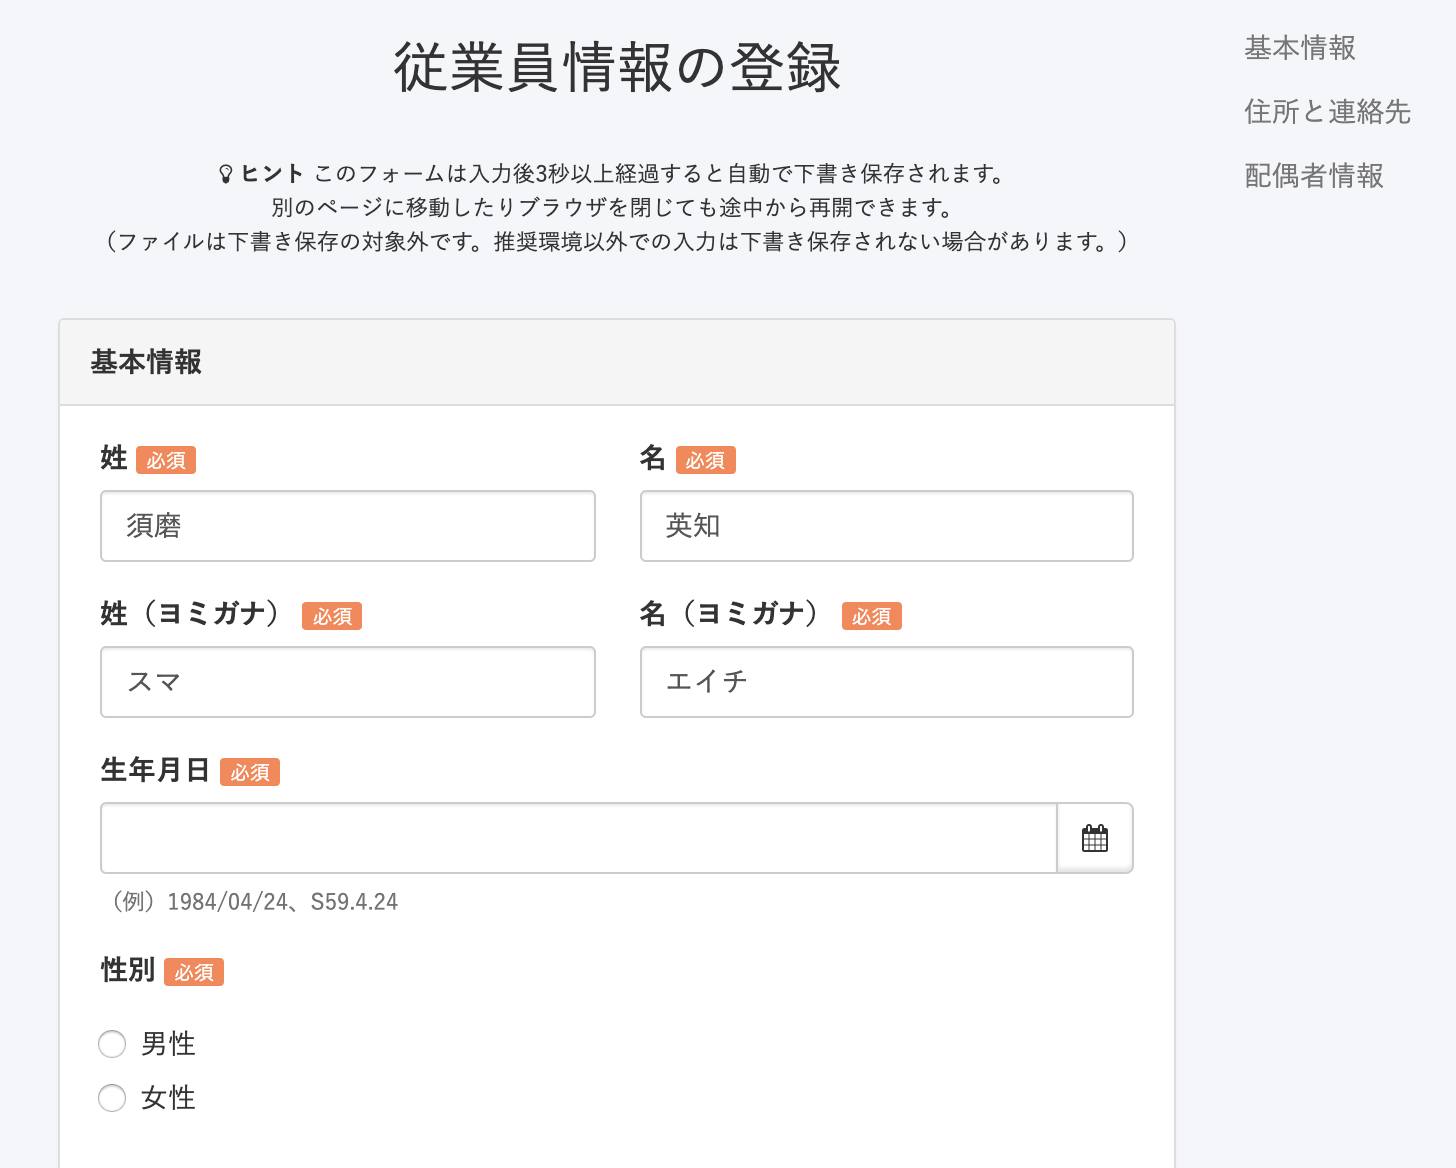 従業員情報の登録
ヒント このフォームは入力後3秒以上経過すると自動で下書き保存されます。
別のページに移動したりブラウザを閉じても途中から再開できます。
（ファイルは下書き保存の対象外です。推奨環境以外での入力は下書き保存されない場合があります。）
基本情報
住所と連絡先
配偶者情報
基本情報
姓 必須
須磨
名 必須
英知
姓（ヨミガナ） 必須
スマ
名（ヨミガナ） 必須
エイチ
生年月日 必須
（例）1984/04/24、S59.4.24
性別 必須
男性
女性